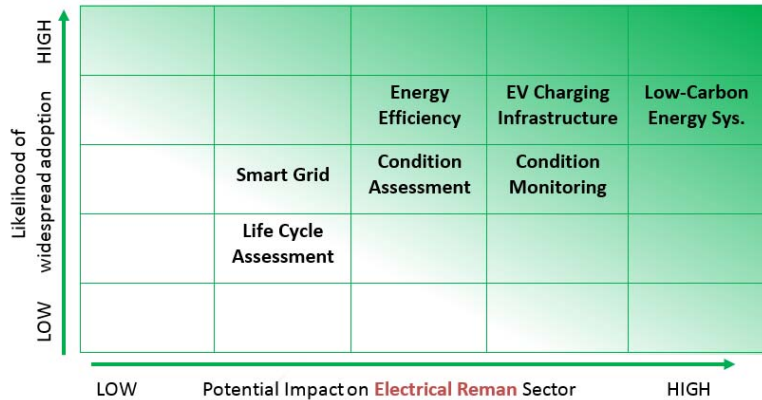 HIGH
Likelihood of
widespread adoption
LOW
Energy
Efficiency
EV Charging
Infrastructure
Low-Carbon
Energy Sys.
Smart Grid
Condition
Assessment
Condition
Monitoring
Life Cycle
Assessment
LOW
Potential Impact on Electrical Reman Sector
HIGH